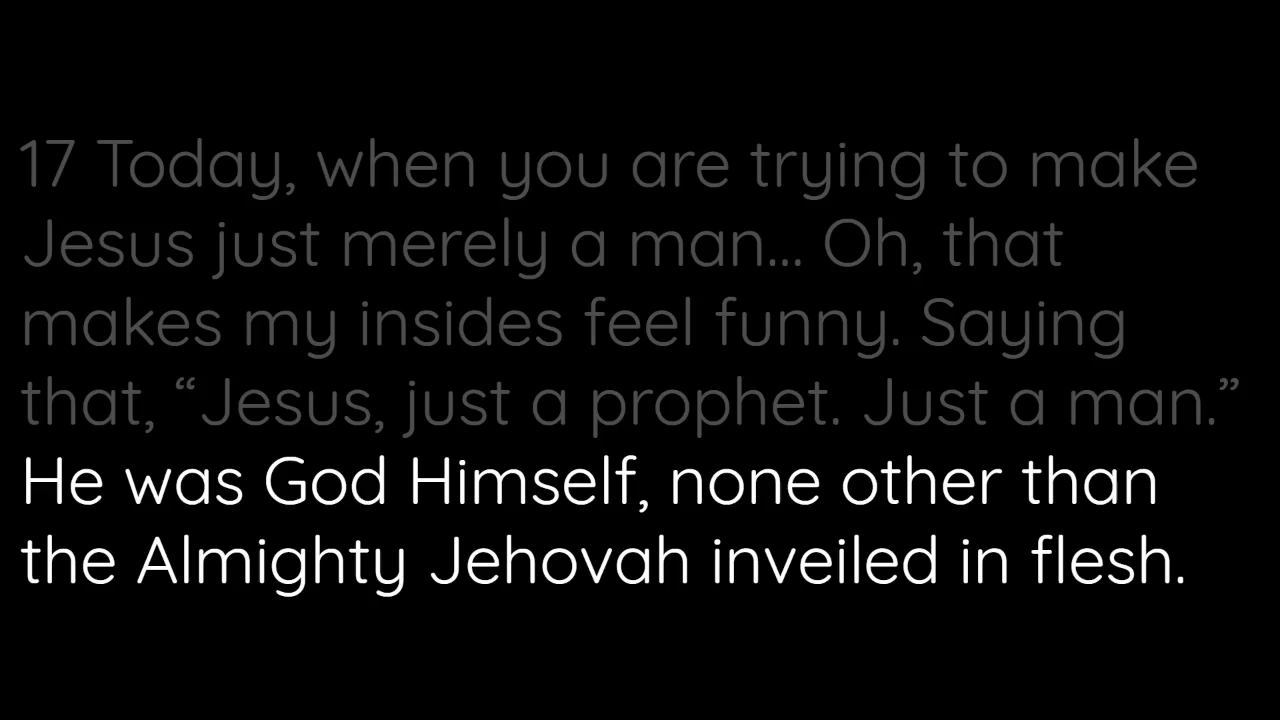 17 Today, when you are trying to make
Jesus just merely a man... Oh, that
makes my insides feel funny. Saying
that, “Jesus, just a prophet. Just a man.”
He was God Himself, none other than
the Almighty Jehovah inveiled in flesh.